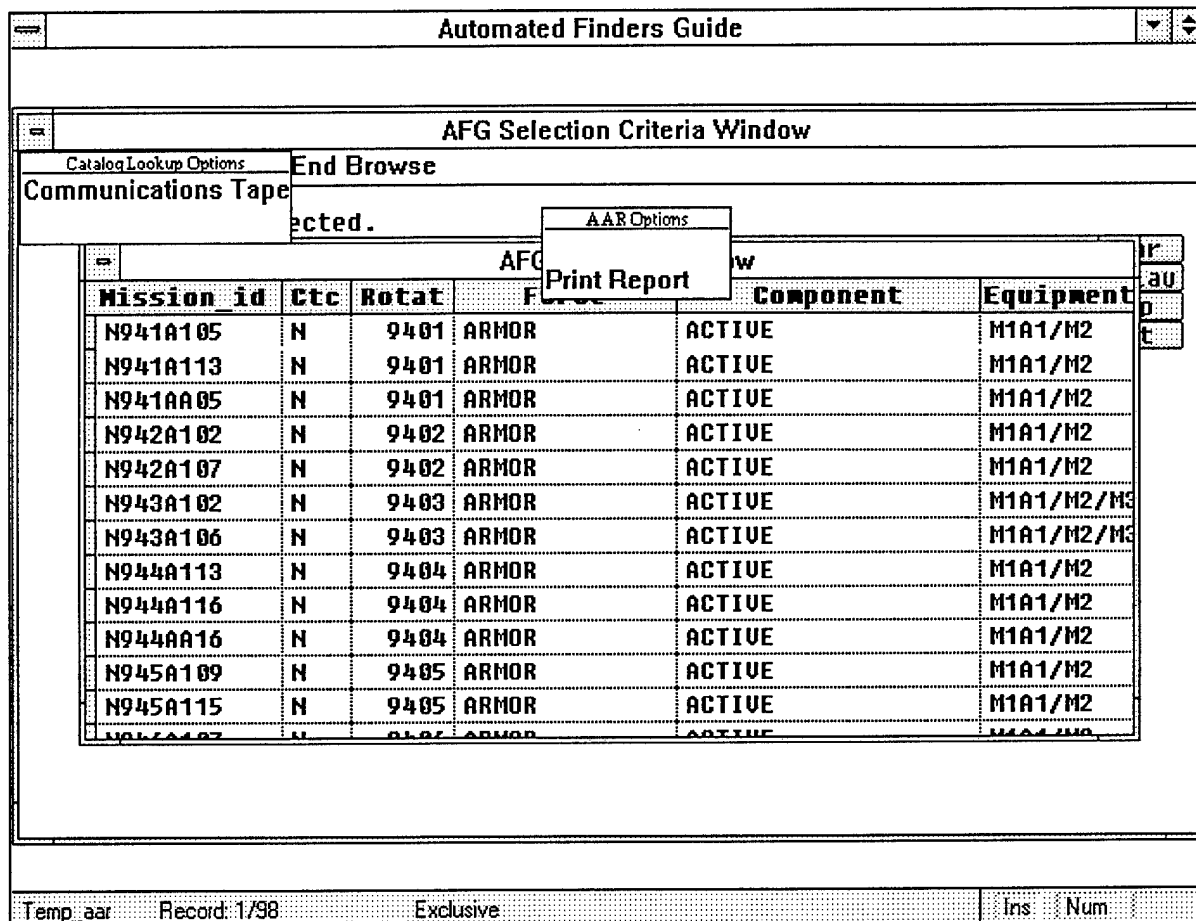 Automated Finders Guide
AFG Selection Criteria Window
Catalog Lookup Options
End Browse
Communications Tape
ected.
AAR Options
Print Report
AFG
w
Mission_id Ctc Rotat Component Equipment
N941A105 N 9401 ARMOR ACTIVE M1A1/M2
N941A113 N 9401 ARMOR ACTIVE M1A1/M2
N941AA05 N 9401 ARMOR ACTIVE M1A1/M2
N942A102 N 9402 ARMOR ACTIVE M1A1/M2
N942A107 N 9402 ARMOR ACTIVE M1A1/M2
N943A102 N 9403 ARMOR ACTIVE M1A1/M2/M3
N943A106 N 9403 ARMOR ACTIVE M1A1/M2/M3
N944A113 N 9404 ARMOR ACTIVE M1A1/M2
N944A116 N 9404 ARMOR ACTIVE M1A1/M2
N944AA16 N 9404 ARMOR ACTIVE M1A1/M2
N945A109 N 9405 ARMOR ACTIVE M1A1/M2
N945A115 N 9405 ARMOR ACTIVE M1A1/M2
Temp_aar Record: 1/98 Exclusive Ins Num